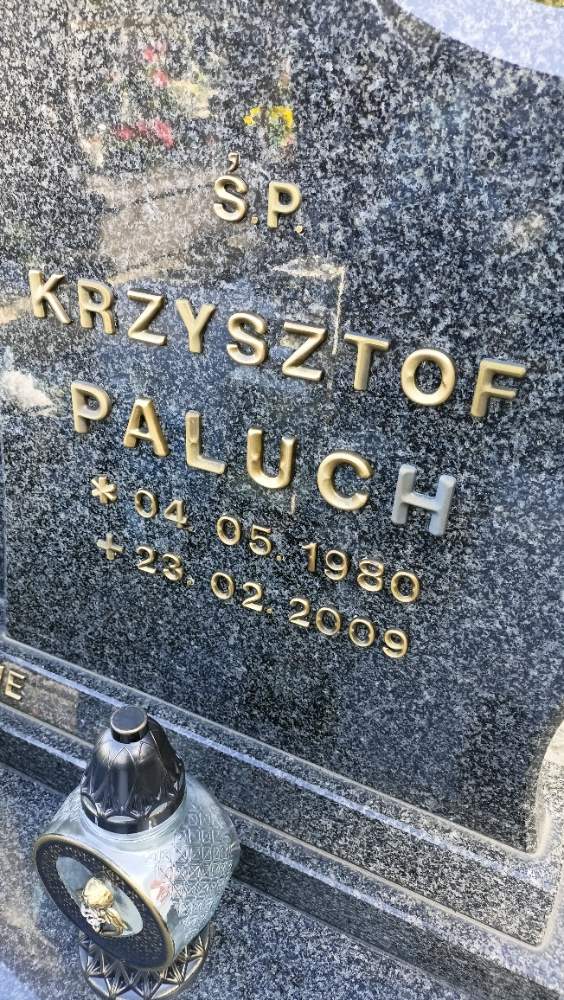 Ś.P.
KRZYSZTOF
PALUCH
* 04. 05. 1980
+ 23. 02. 2009